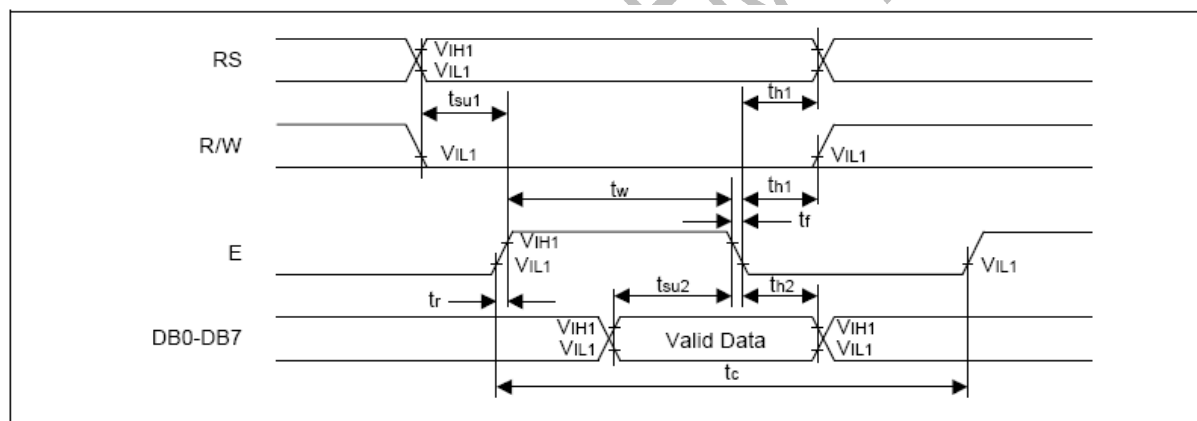 RS
VIH1
VIL1
tsu1
th1
R/W
VIL1
VIL1
tw
th1
tf
E
VIH1
VIL1
VIL1
tr
tsu2
th2
DB0-DB7
VIH1
VIL1
Valid Data
VIH1
VIL1
tc